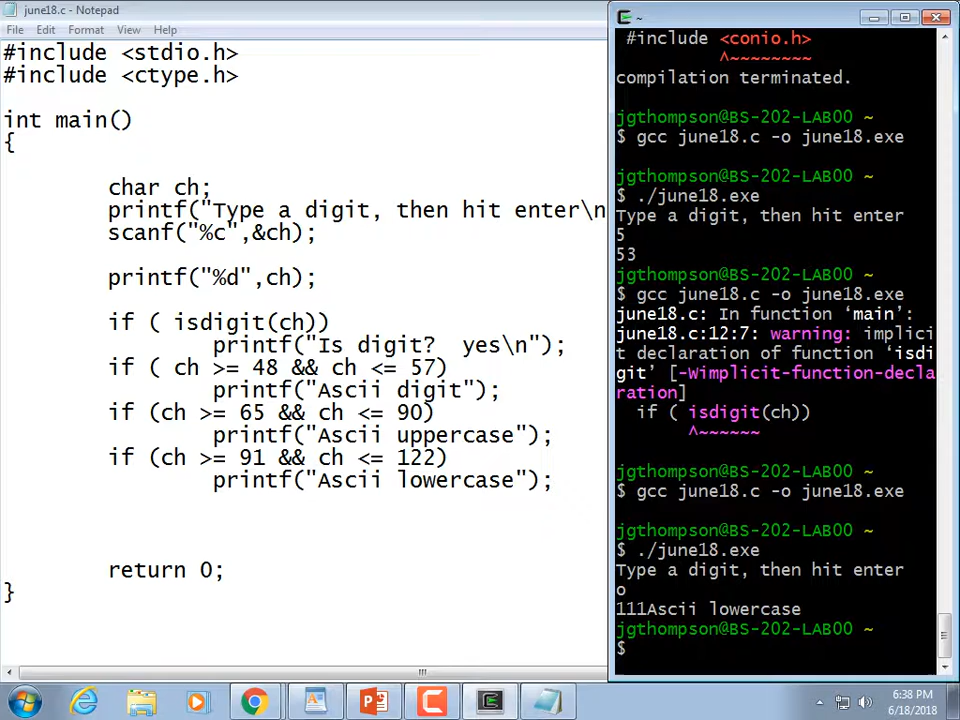 june18.c - Notepad
File Edit Format View Help
#include <stdio.h>
#include <ctype.h>
int main()
{
char ch;
printf("Type a digit, then hit enter\n
scanf("%c",&ch);
printf("%d",ch);
if ( isdigit(ch))
printf("Is digit?  yes\n");
if ( ch >= 48 && ch <= 57)
printf("Ascii digit");
if (ch >= 65 && ch <= 90)
printf("Ascii uppercase");
if (ch >= 91 && ch <= 122)
printf("Ascii lowercase");
return 0;
}
~
#include <conio.h>
^~~~~~~~~
compilation terminated.
jgthompson@BS-202-LAB00 ~
$ gcc june18.c -o june18.exe
jgthompson@BS-202-LAB00 ~
$ ./june18.exe
Type a digit, then hit enter
5
53
jgthompson@BS-202-LAB00 ~
$ gcc june18.c -o june18.exe
june18.c: In function ‘main’:
june18.c:12:7: warning: implici
t declaration of function ‘isdi
git’ [-Wimplicit-function-decla
ration]
if ( isdigit(ch))
^~~~~~~
jgthompson@BS-202-LAB00 ~
$ gcc june18.c -o june18.exe
jgthompson@BS-202-LAB00 ~
$ ./june18.exe
Type a digit, then hit enter
o
111Ascii lowercase
jgthompson@BS-202-LAB00 ~
$
6:38 PM
6/18/2018